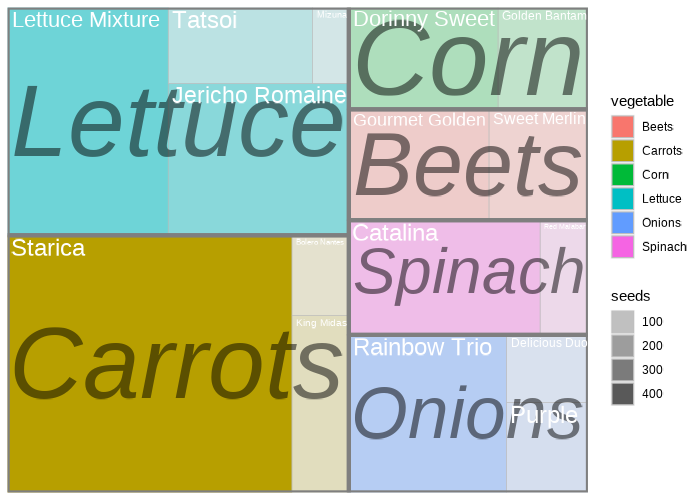 Lettuce Mixture
Tatsoi
Mizuna
Jericho Romaine
Lettuce
Dorinny Sweet
Golden Bantam
Corn
Gourmet Golden
Sweet Merlin
Beets
Starica
Bolero Nantes
King Midas
Carrots
Catalina
Red Malabar
Spinach
Rainbow Trio
Delicious Duo
Purple
Onions
vegetable
Beets
Carrots
Corn
Lettuce
Onions
Spinach
seeds
100
200
300
400